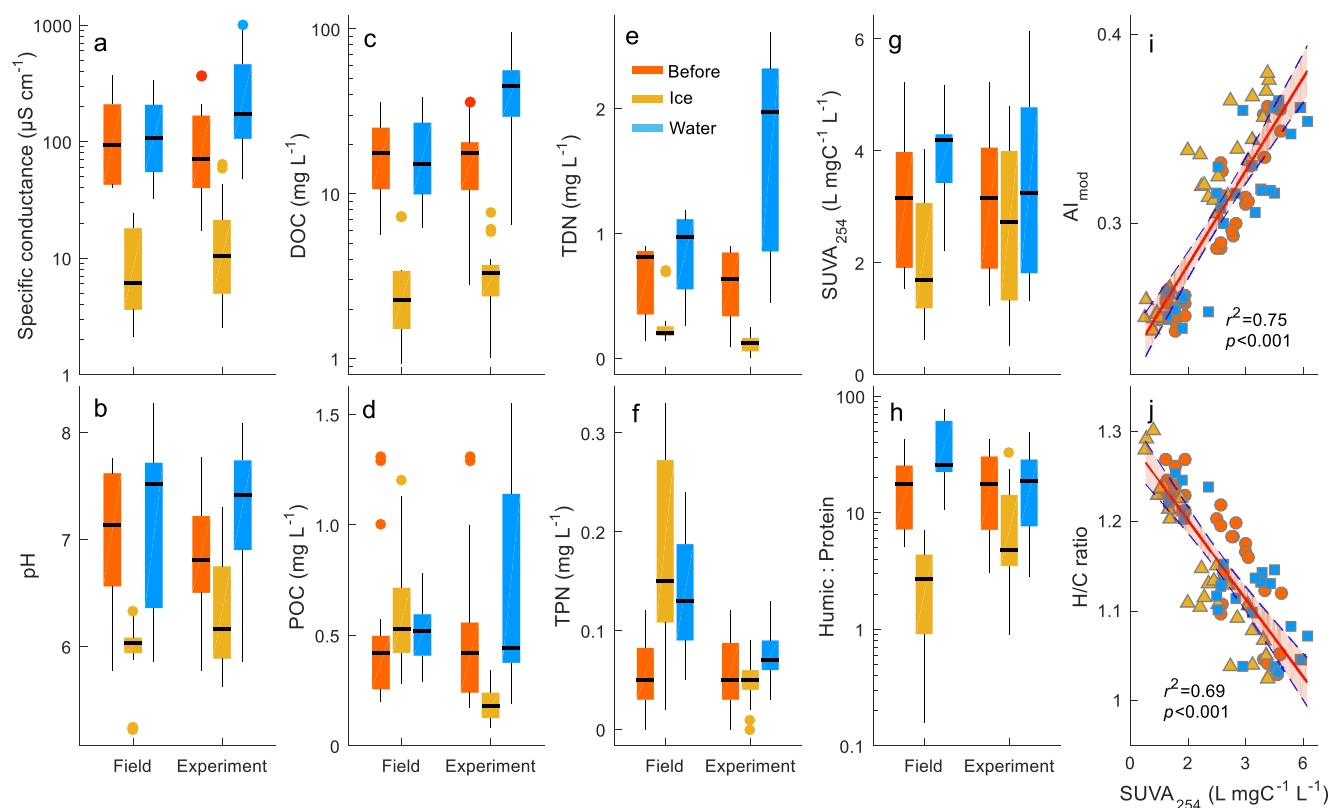 a
Specific conductance (µS cm⁻¹)
1000
100
10
1
b
pH
8
7
6
Field
Experiment
c
DOC (mg L⁻¹)
100
10
1
d
POC (mg L⁻¹)
1.5
1.0
0.5
0
Field
Experiment
e
Before
Ice
Water
TDN (mg L⁻¹)
2
1
0
f
TPN (mg L⁻¹)
0.3
0.2
0.1
0
Field
Experiment
g
SUVA₂₅₄ (L mgC⁻¹ L⁻¹)
6
4
2
0
h
Humic : Protein
100
10
1
0.1
Field
Experiment
i
AI_mod
0.4
0.3
r²=0.75
p<0.001
j
H/C ratio
1.3
1.2
1.1
1
r²=0.69
p<0.001
0
2
3
4
6
SUVA₂₅₄ (L mgC⁻¹ L⁻¹)